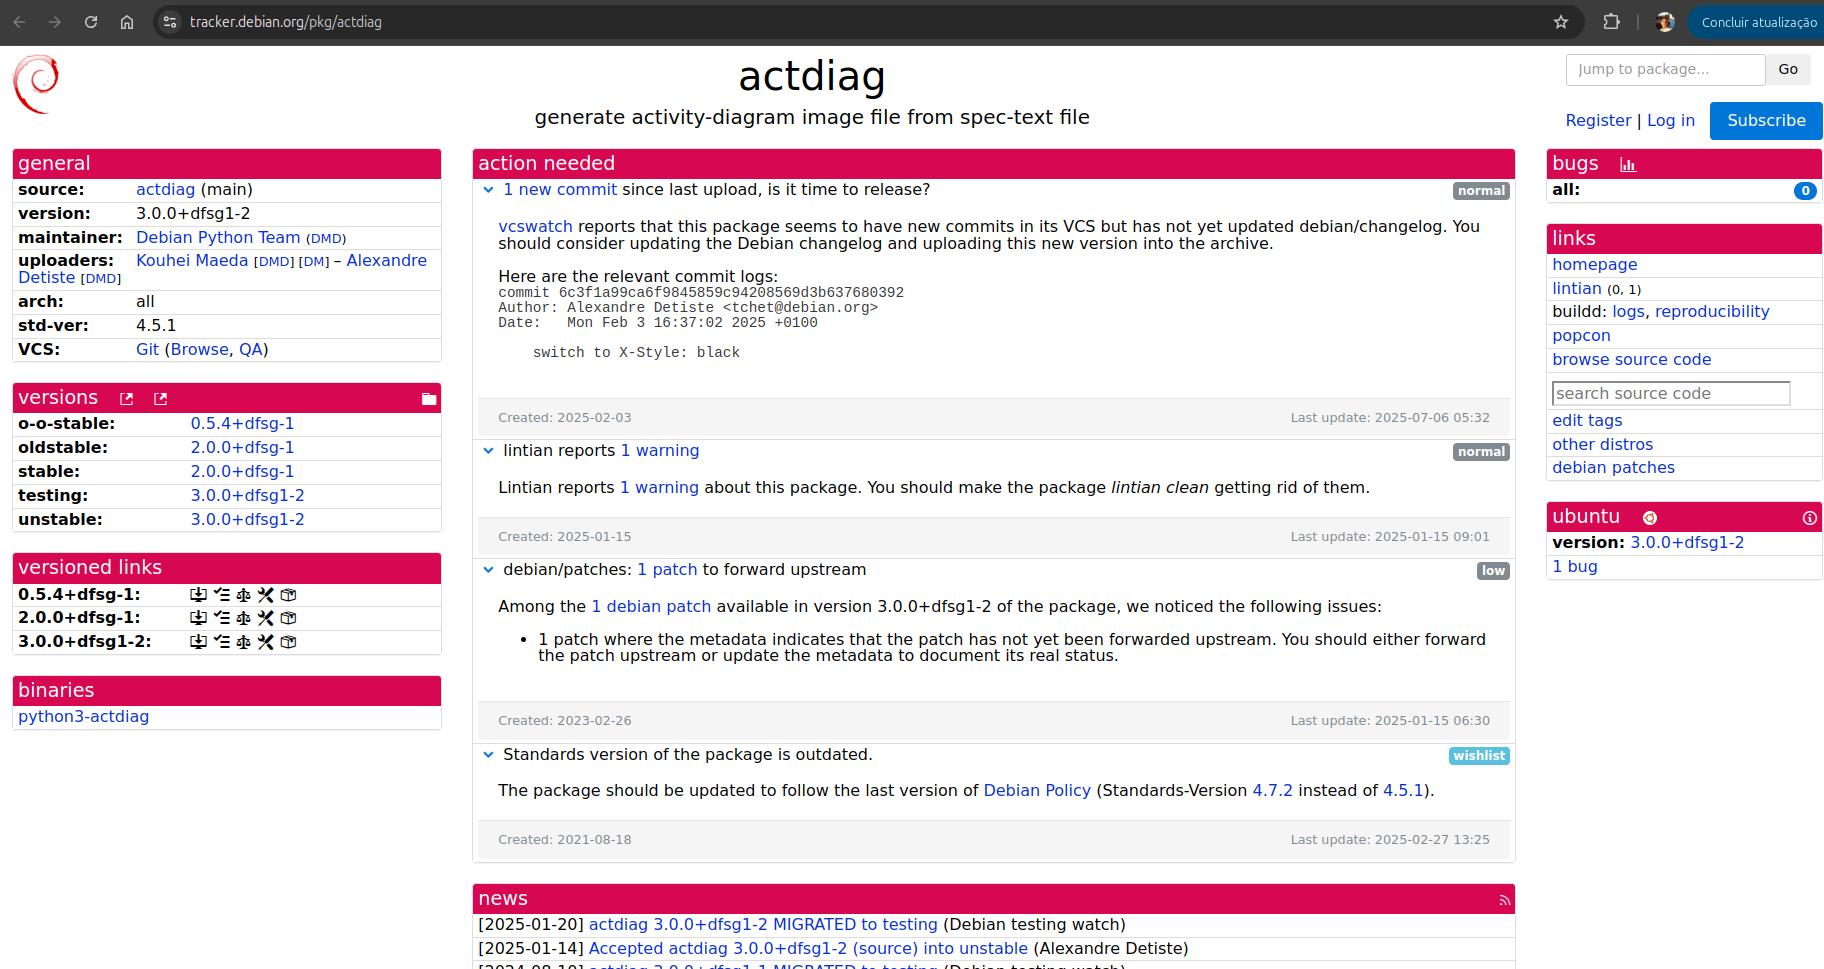 tracker.debian.org/pkg/actdiag
Concluir atualização
actdiag
generate activity-diagram image file from spec-text file
Jump to package...
Go
Register | Log in
Subscribe
general
source: actdiag (main)
version: 3.0.0+dfsg1-2
maintainer: Debian Python Team (DMD)
uploaders: Kouhei Maeda [DMD] [DM] – Alexandre
Detiste [DMD]
arch: all
std-ver: 4.5.1
VCS: Git (Browse, QA)
versions
o-o-stable: 0.5.4+dfsg-1
oldstable: 2.0.0+dfsg-1
stable: 2.0.0+dfsg-1
testing: 3.0.0+dfsg1-2
unstable: 3.0.0+dfsg1-2
versioned links
0.5.4+dfsg-1:
2.0.0+dfsg-1:
3.0.0+dfsg1-2:
binaries
python3-actdiag
action needed
1 new commit since last upload, is it time to release?
normal
vcswatch reports that this package seems to have new commits in its VCS but has not yet updated debian/changelog. You
should consider updating the Debian changelog and uploading this new version into the archive.
Here are the relevant commit logs:
commit 6c3f1a99ca6f9845859c94208569d3b637680392
Author: Alexandre Detiste <tchet@debian.org>
Date: Mon Feb 3 16:37:02 2025 +0100
switch to X-Style: black
Created: 2025-02-03
Last update: 2025-07-06 05:32
lintian reports 1 warning
normal
Lintian reports 1 warning about this package. You should make the package lintian clean getting rid of them.
Created: 2025-01-15
Last update: 2025-01-15 09:01
debian/patches: 1 patch to forward upstream
low
Among the 1 debian patch available in version 3.0.0+dfsg1-2 of the package, we noticed the following issues:
• 1 patch where the metadata indicates that the patch has not yet been forwarded upstream. You should either forward
the patch upstream or update the metadata to document its real status.
Created: 2023-02-26
Last update: 2025-01-15 06:30
Standards version of the package is outdated.
wishlist
The package should be updated to follow the last version of Debian Policy (Standards-Version 4.7.2 instead of 4.5.1).
Created: 2021-08-18
Last update: 2025-02-27 13:25
news
[2025-01-20] actdiag 3.0.0+dfsg1-2 MIGRATED to testing (Debian testing watch)
[2025-01-14] Accepted actdiag 3.0.0+dfsg1-2 (source) into unstable (Alexandre Detiste)
[2024-08-10] actdiag 3.0.0+dfsg1-1 MIGRATED to testing (Debian testing watch)
bugs
all: 0
links
homepage
lintian (0, 1)
buildd: logs, reproducibility
popcon
browse source code
search source code
edit tags
other distros
debian patches
ubuntu
version: 3.0.0+dfsg1-2
1 bug